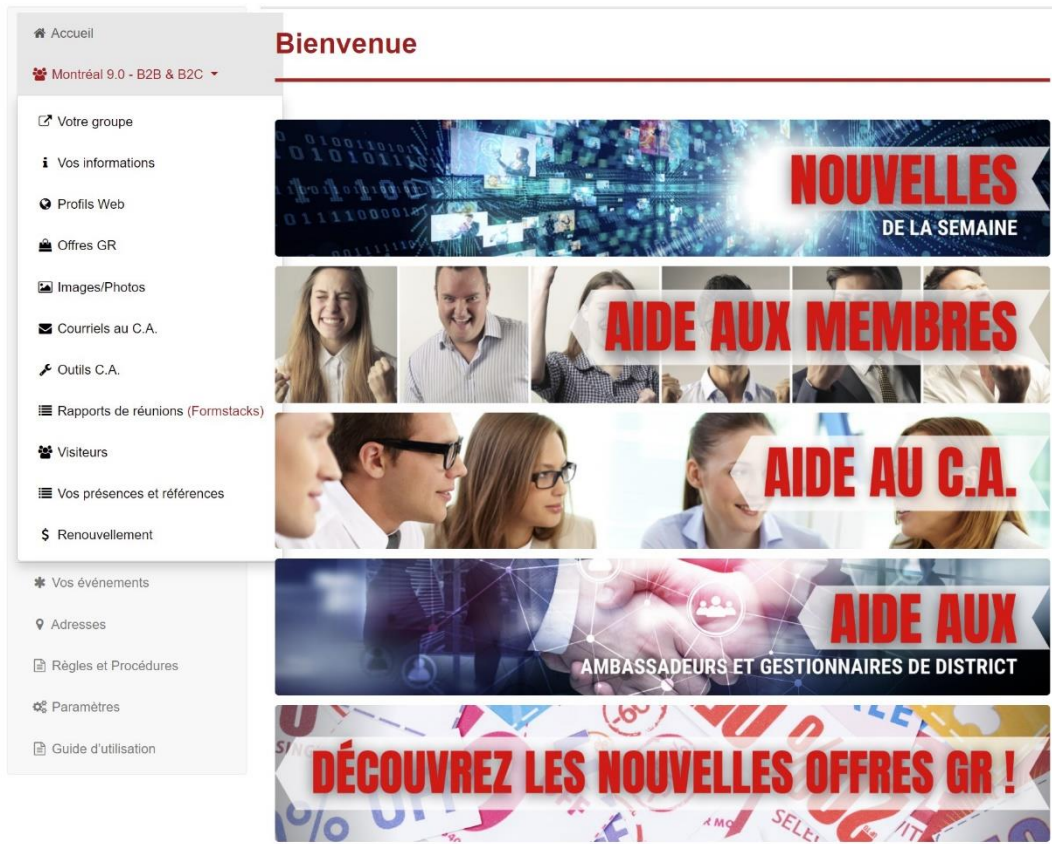 Accueil
Montréal 9.0 - B2B & B2C
Votre groupe
Vos informations
Profils Web
Offres GR
Images/Photos
Courriels au C.A.
Outils C.A.
Rapports de réunions (Formstacks)
Visiteurs
Vos présences et références
Renouvellement
Vos événements
Adresses
Règles et Procédures
Paramètres
Guide d'utilisation
Bienvenue
NOUVELLES
DE LA SEMAINE
AIDE AUX MEMBRES
AIDE AU C.A.
AIDE AUX
AMBASSADEURS ET GESTIONNAIRES DE DISTRICT
DÉCOUVREZ LES NOUVELLES OFFRES GR !